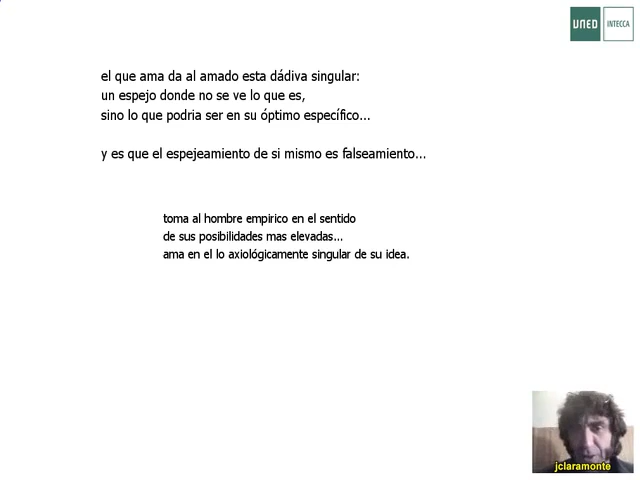 UNED INTECCA
el que ama da al amado esta dádiva singular:
un espejo donde no se ve lo que es,
sino lo que podria ser en su óptimo específico...
y es que el espejeamiento de si mismo es falseamiento...
toma al hombre empirico en el sentido
de sus posibilidades mas elevadas...
ama en el lo axiológicamente singular de su idea.
jclaramonte